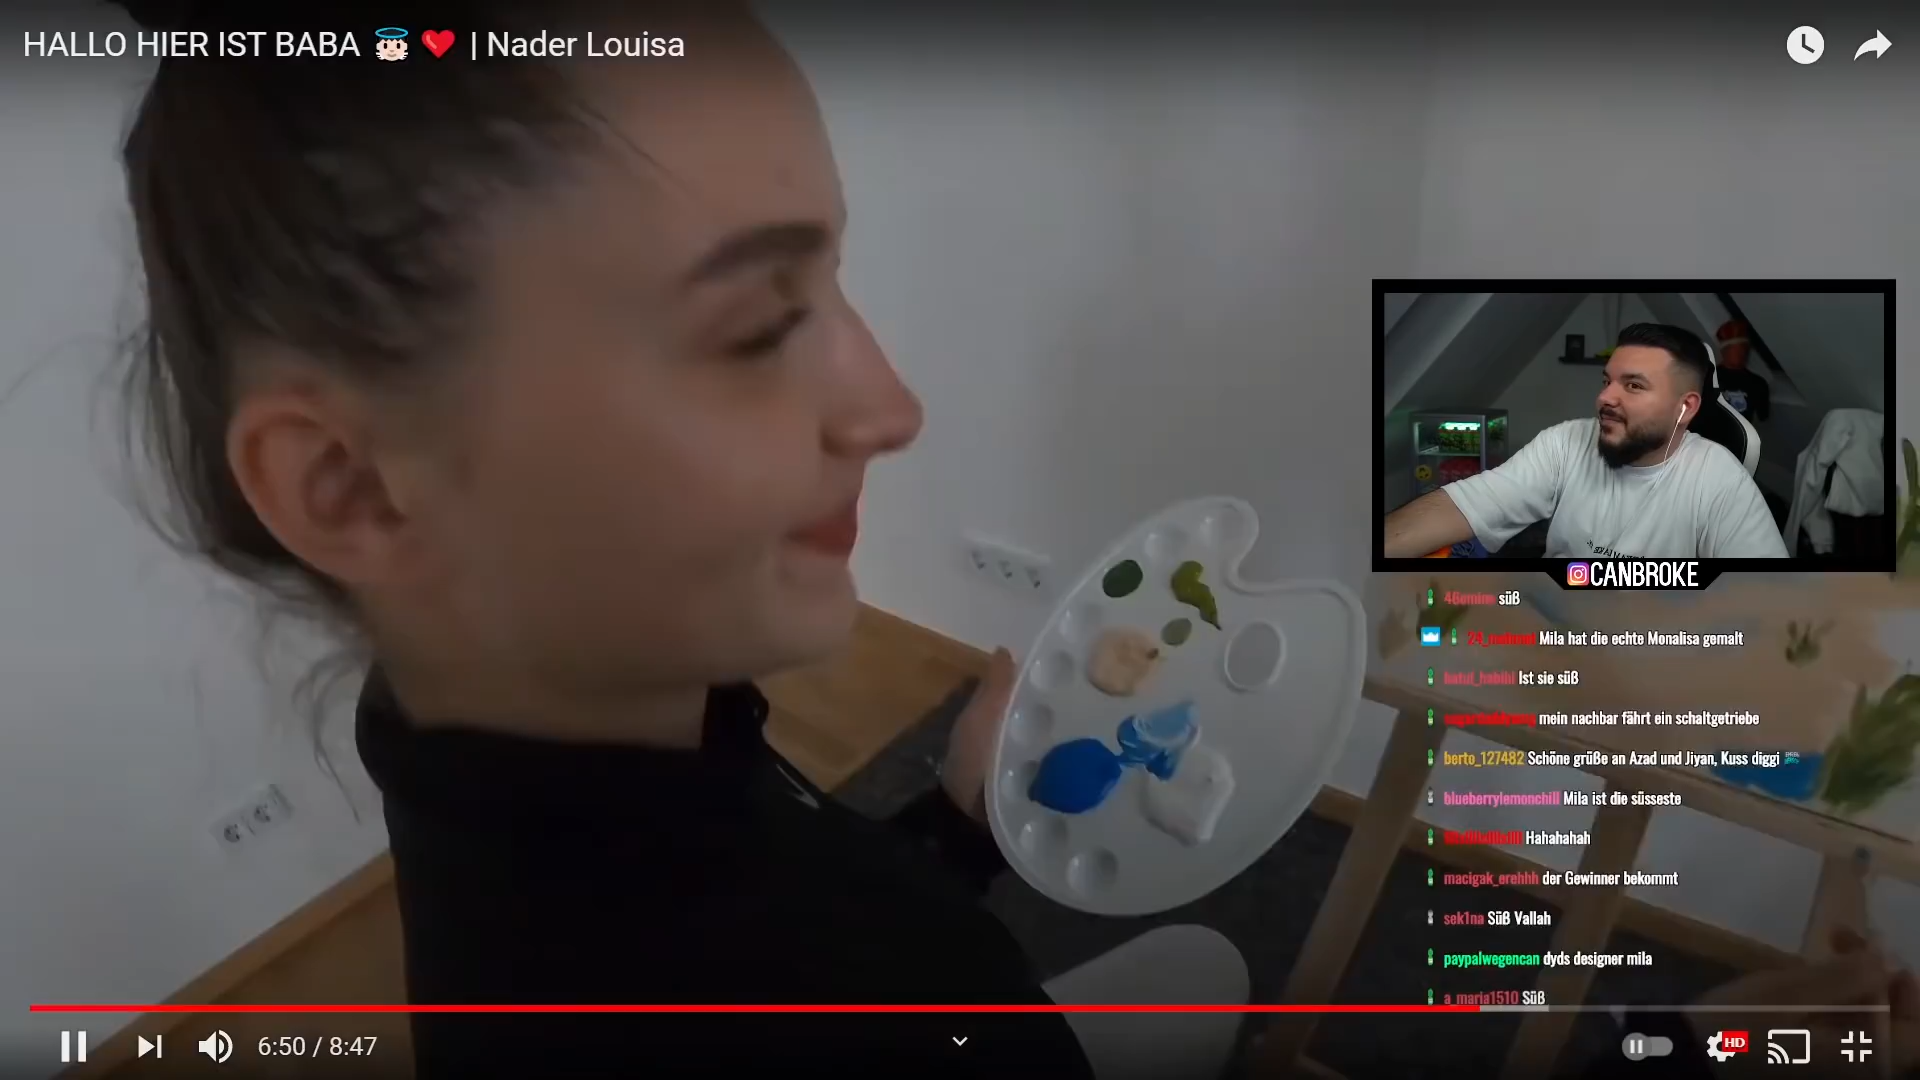 HALLO HIER IST BABA 👼🏻 ❤️ | Nader Louisa
CANBROKE
süß
Mila hat die echte Monalisa gemalt
Ist sie süß
mein nachbar fährt ein schaltgetriebe
berto_127482 Schöne grüße an Azad und Jiyan, Kuss diggi
blueberrylemonchill Mila ist die süsseste
Hahahahah
macigak_erehhh der Gewinner bekommt
sek1na Süß Vallah
paypalwegencan dyds designer mila
a_maria1510 Süß
6:50 / 8:47
HD